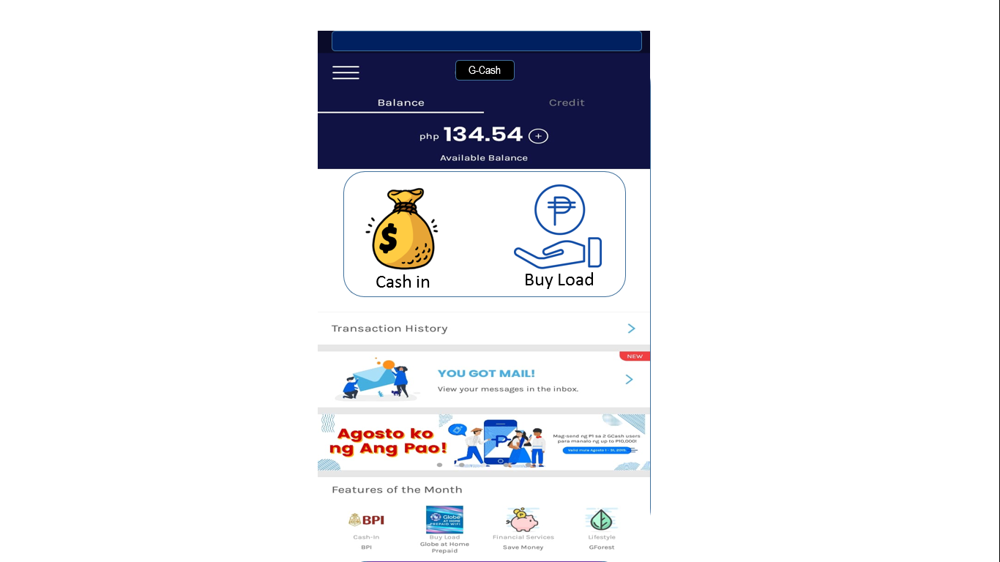 G-Cash
Balance
Credit
php 134.54 +
Available Balance
$
₱
Cash in
Buy Load
Transaction History
NEW
YOU GOT MAIL!
View your messages in the inbox.
Agosto ko
ng Ang Pao!
₱
Mag-send ng P1 sa 2 GCash users
para manalo ng up to P10,000!
Valid mula Agosto 1 - 31, 2019.
Features of the Month
BPI
Globe
AT HOME
PREPAID WIFI
₱
Cash-In
BPI
Buy Load
Globe at Home
Prepaid
Financial Services
Save Money
Lifestyle
GForest